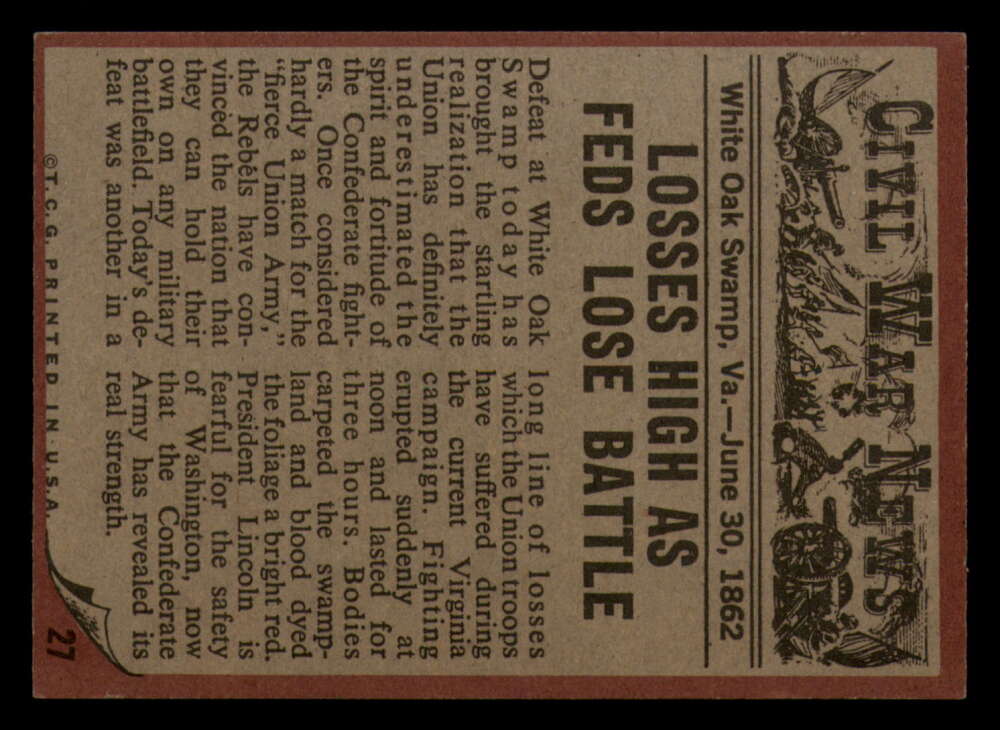 CIVIL WAR NEWS
White Oak Swamp, Va.—June 30, 1862
LOSSES HIGH AS
FEDS LOSE BATTLE
Defeat at White Oak
Swamp today has
brought the startling
realization that the
Union has definitely
underestimated the
spirit and fortitude of
the Confederate fight-
ers. Once considered
hardly a match for the
"fierce Union Army,"
the Rebels have con-
vinced the nation that
they can hold their
own on any military
battlefield. Today's de-
feat was another in a
long line of losses
which the Union troops
have suffered during
the current Virginia
campaign. Fighting
erupted suddenly at
noon and lasted for
three hours. Bodies
carpeted the swamp-
land and blood dyed
the foliage a bright red.
President Lincoln is
fearful for the safety
of Washington, now
that the Confederate
Army has revealed its
real strength.
©T. C. G. PRINTED IN U.S.A.
27